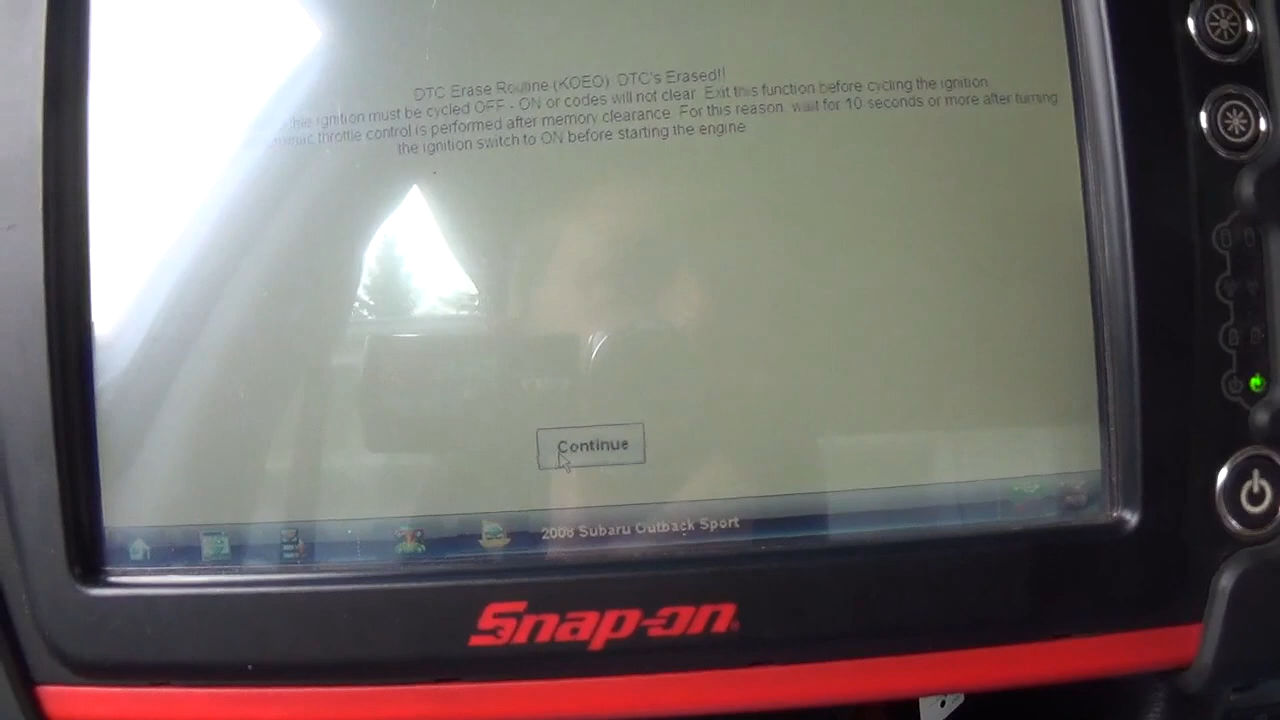 DTC Erase Routine (KOEO) DTC's Erased!!
ignition must be cycled OFF - ON or codes will not clear. Exit this function before cycling the ignition
throttle control is performed after memory clearance. For this reason, wait for 10 seconds or more after turning
the ignition switch to ON before starting the engine
Continue
2008 Subaru Outback Sport
Snap-on